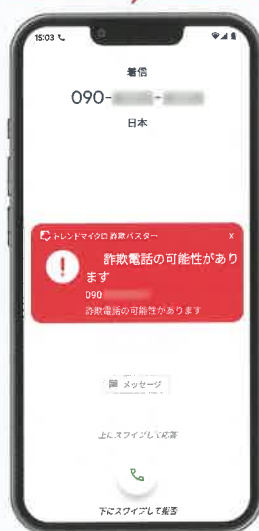 15:03
着信
090-
日本
トレンドマイクロ 詐欺バスター x
詐欺電話の可能性があり
ます
090
詐欺電話の可能性があります
メッセージ
上にスワイプして応答
下にスワイプして拒否